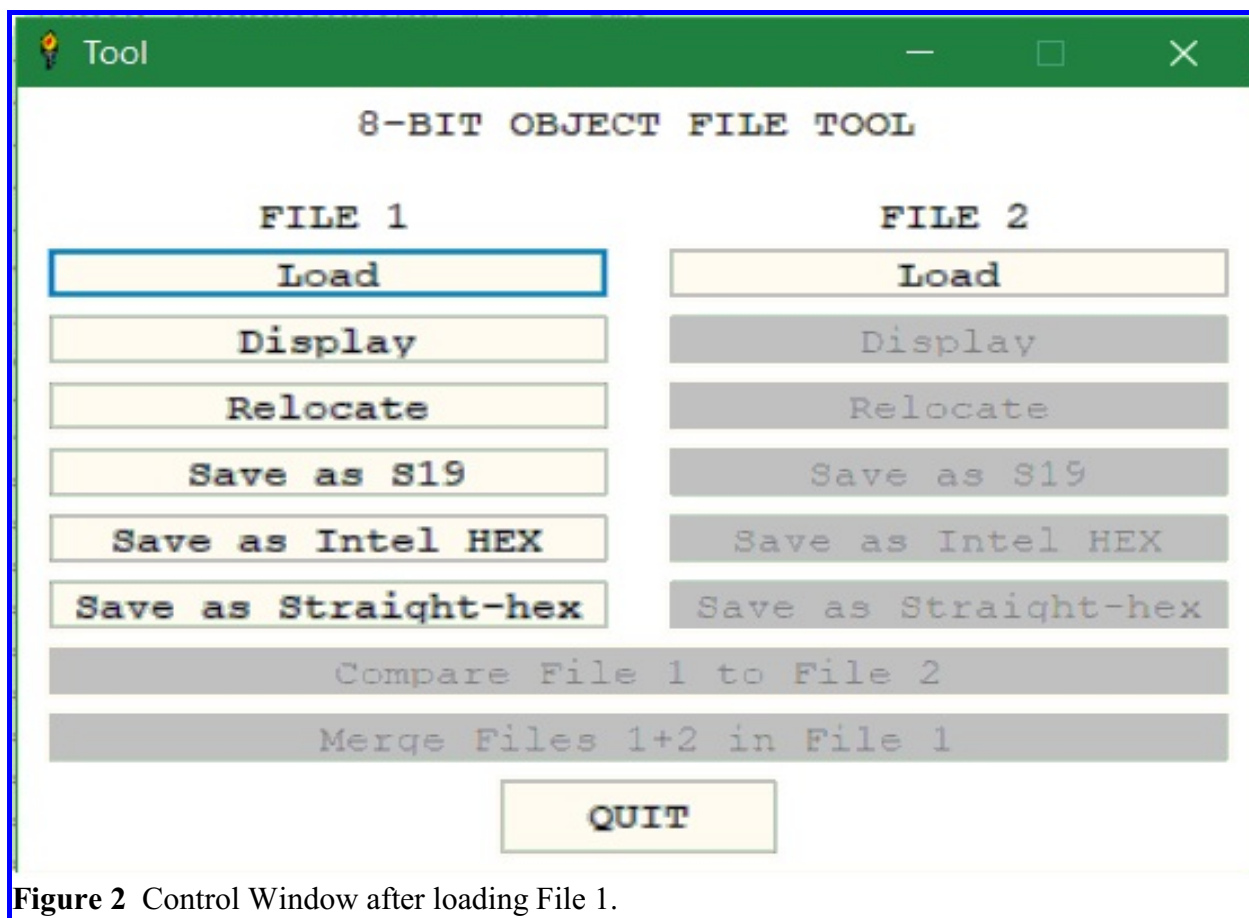 Tool
8-BIT OBJECT FILE TOOL
FILE 1 FILE 2
Load Load
Display Display
Relocate Relocate
Save as S19 Save as S19
Save as Intel HEX Save as Intel HEX
Save as Straight-hex Save as Straight-hex
Compare File 1 to File 2
Merge Files 1+2 in File 1
QUIT
Figure 2 Control Window after loading File 1.